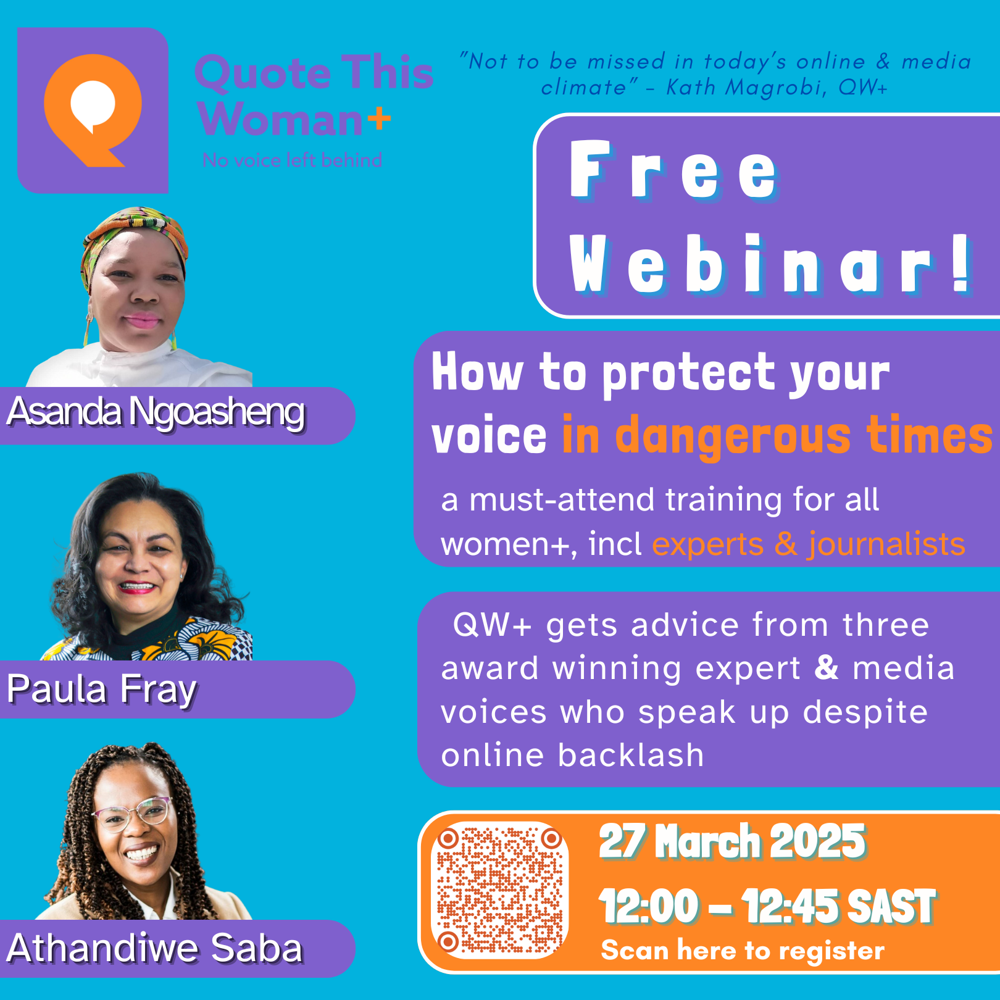 Quote This
Woman+
No voice left behind
"Not to be missed in today's online & media
climate" - Kath Magrobi, QW+
Free
Webinar!
How to protect your
voice in dangerous times
a must-attend training for all
women+, incl experts & journalists
QW+ gets advice from three
award winning expert & media
voices who speak up despite
online backlash
27 March 2025
12:00 – 12:45 SAST
Scan here to register
Asanda Ngoasheng
Paula Fray
Athandiwe Saba